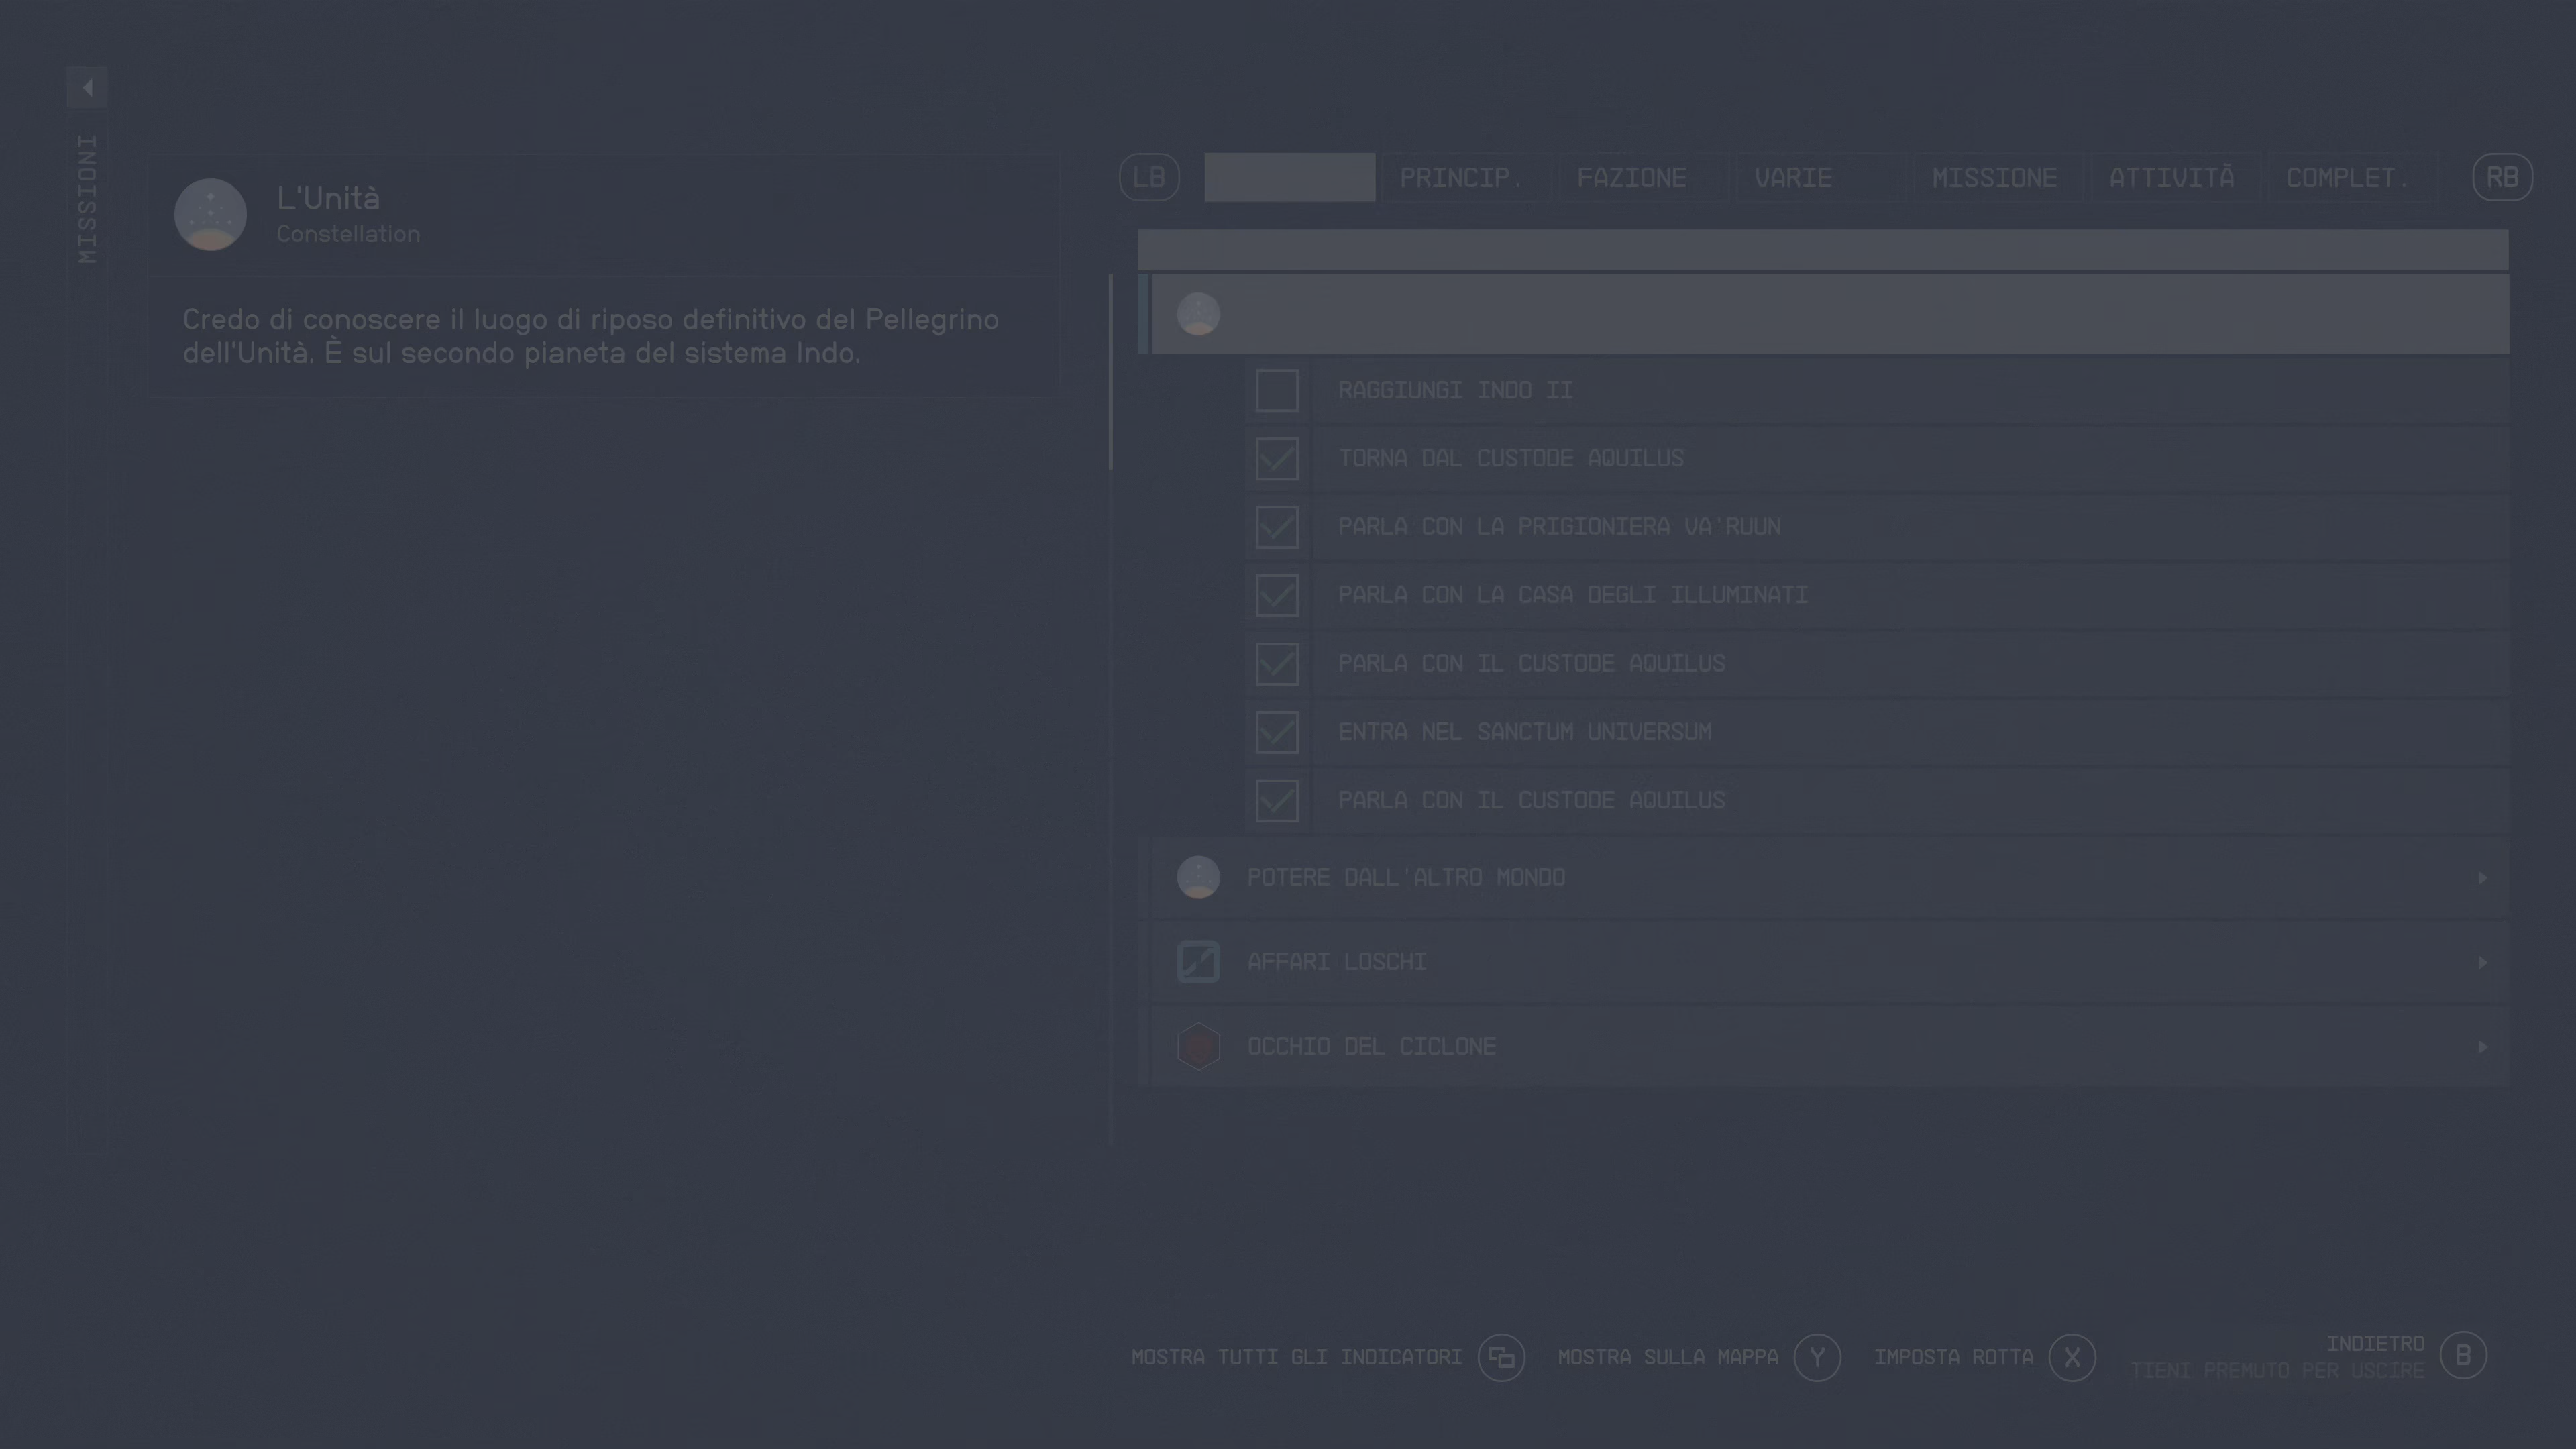 MISSIONI
L'Unità
Constellation
Credo di conoscere il luogo di riposo definitivo del Pellegrino
dell'Unità. È sul secondo pianeta del sistema Indo.
LB PRINCIP. FAZIONE VARIE MISSIONE ATTIVITÀ COMPLET. RB
RAGGIUNGI INDO II
TORNA DAL CUSTODE AQUILUS
PARLA CON LA PRIGIONIERA VA'RUUN
PARLA CON LA CASA DEGLI ILLUMINATI
PARLA CON IL CUSTODE AQUILUS
ENTRA NEL SANCTUM UNIVERSUM
PARLA CON IL CUSTODE AQUILUS
POTERE DALL'ALTRO MONDO
AFFARI LOSCHI
OCCHIO DEL CICLONE
MOSTRA TUTTI GLI INDICATORI MOSTRA SULLA MAPPA Y IMPOSTA ROTTA X INDIETRO B
TIENI PREMUTO PER USCIRE